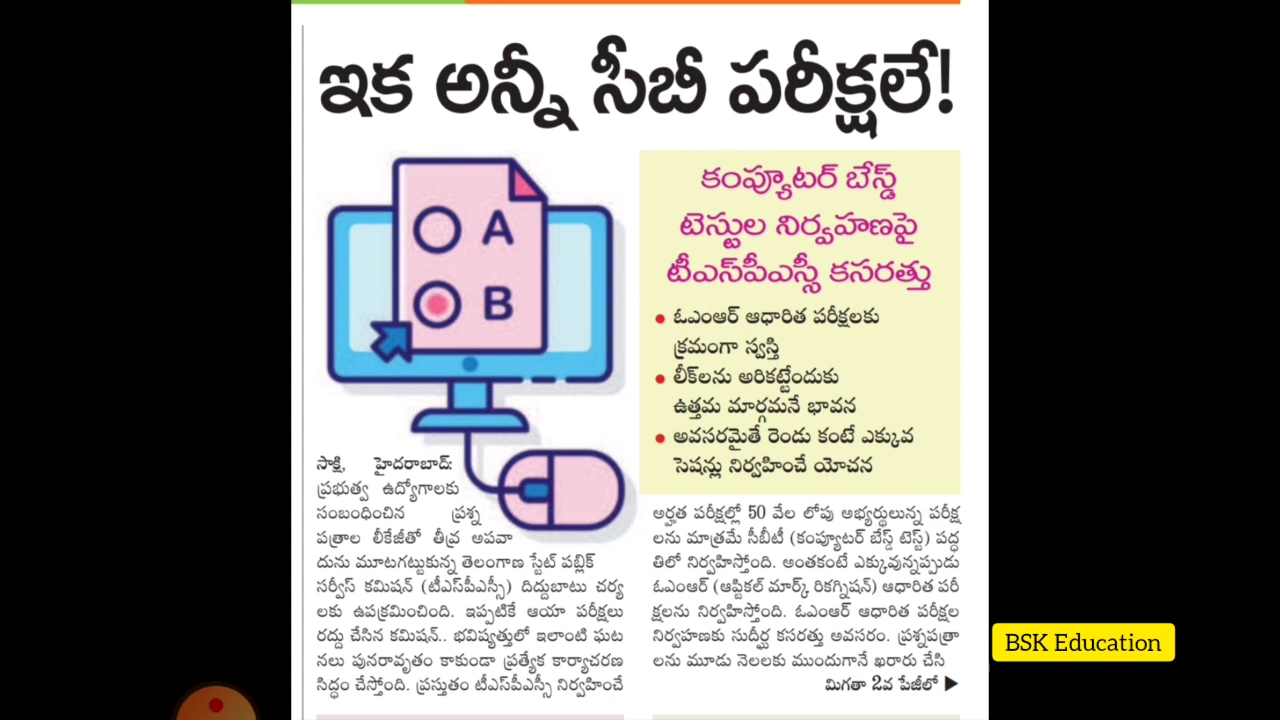 ఇక అన్నీ సీబీ పరీక్షలే!
A
B
కంప్యూటర్ బేస్డ్
టెస్టుల నిర్వహణపై
టీఎస్‌పీఎస్సీ కసరత్తు
• ఓఎంఆర్ ఆధారిత పరీక్షలకు
క్రమంగా స్వస్తి
• లీక్‌లను అరికట్టేందుకు
ఉత్తమ మార్గమనే భావన
• అవసరమైతే రెండు కంటే ఎక్కువ
సెషన్లు నిర్వహించే యోచన
సాక్షి, హైదరాబాద్:
ప్రభుత్వ ఉద్యోగాలకు
సంబంధించిన ప్రశ్న
పత్రాల లీకేజీతో తీవ్ర అపవా
దును మూటగట్టుకున్న తెలంగాణ స్టేట్ పబ్లిక్
సర్వీస్ కమిషన్ (టీఎస్‌పీఎస్సీ) దిద్దుబాటు చర్య
లకు ఉపక్రమించింది. ఇప్పటికే ఆయా పరీక్షలు
రద్దు చేసిన కమిషన్.. భవిష్యత్తులో ఇలాంటి ఘట
నలు పునరావృతం కాకుండా ప్రత్యేక కార్యాచరణ
సిద్ధం చేస్తోంది. ప్రస్తుతం టీఎస్‌పీఎస్సీ నిర్వహించే
అర్హత పరీక్షల్లో 50 వేల లోపు అభ్యర్థులున్న పరీక్ష
లను మాత్రమే సీబీటీ (కంప్యూటర్ బేస్డ్ టెస్ట్) పద్ధ
తిలో నిర్వహిస్తోంది. అంతకంటే ఎక్కువున్నప్పుడు
ఓఎంఆర్ (ఆప్టికల్ మార్క్ రికగ్నిషన్) ఆధారిత పరీ
క్షలను నిర్వహిస్తోంది. ఓఎంఆర్ ఆధారిత పరీక్షల
నిర్వహణకు సుదీర్ఘ కసరత్తు అవసరం. ప్రశ్నపత్రా
లను మూడు నెలలకు ముందుగానే ఖరారు చేసి
మిగతా 2వ పేజీలో ▶
BSK Education